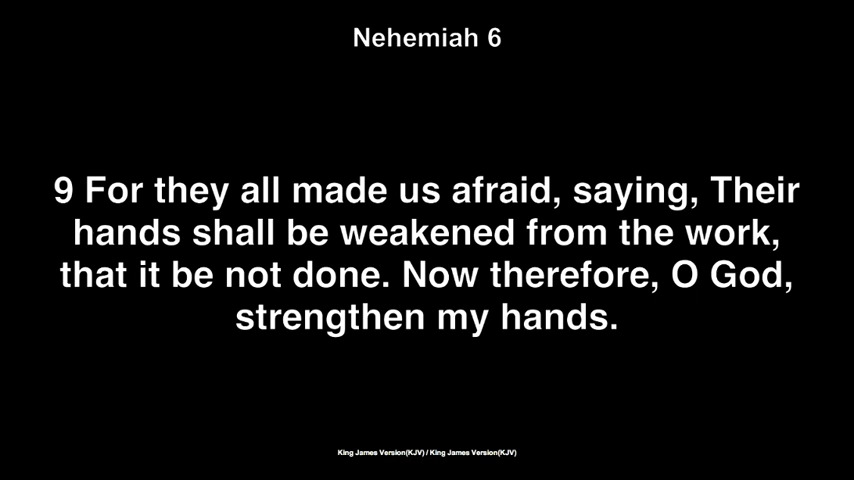 Nehemiah 6
9 For they all made us afraid, saying, Their
hands shall be weakened from the work,
that it be not done. Now therefore, O God,
strengthen my hands.
King James Version(KJV) / King James Version(KJV)